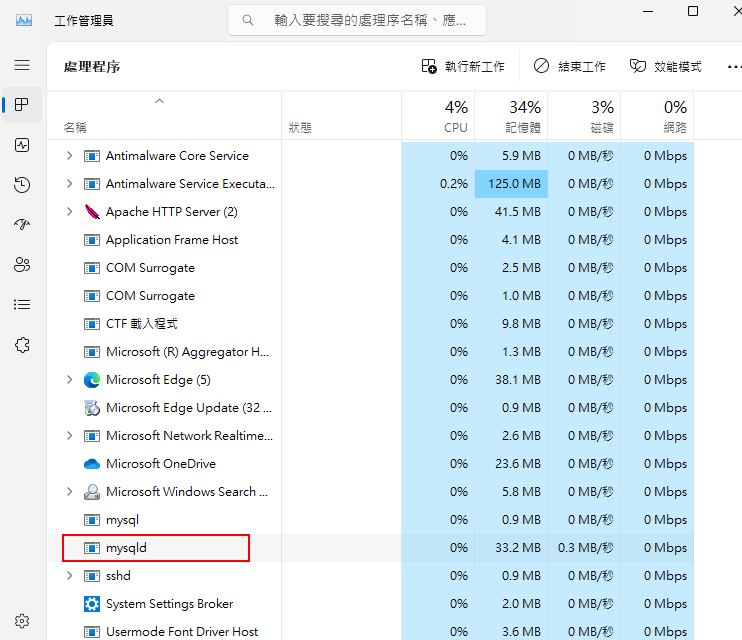 工作管理員
輸入要搜尋的處理序名稱、應...
處理程序
執行新工作
結束工作
效能模式
4% 34% 3% 0%
名稱 狀態 CPU 記憶體 磁碟 網路
Antimalware Core Service 0% 5.9 MB 0 MB/秒 0 Mbps
Antimalware Service Executa... 0.2% 125.0 MB 0 MB/秒 0 Mbps
Apache HTTP Server (2) 0% 41.5 MB 0 MB/秒 0 Mbps
Application Frame Host 0% 4.1 MB 0 MB/秒 0 Mbps
COM Surrogate 0% 2.5 MB 0 MB/秒 0 Mbps
COM Surrogate 0% 1.0 MB 0 MB/秒 0 Mbps
CTF 載入程式 0% 9.8 MB 0 MB/秒 0 Mbps
Microsoft (R) Aggregator H... 0% 1.3 MB 0 MB/秒 0 Mbps
Microsoft Edge (5) 0% 38.1 MB 0 MB/秒 0 Mbps
Microsoft Edge Update (32 ... 0% 0.9 MB 0 MB/秒 0 Mbps
Microsoft Network Realtime... 0% 2.6 MB 0 MB/秒 0 Mbps
Microsoft OneDrive 0% 23.6 MB 0 MB/秒 0 Mbps
Microsoft Windows Search ... 0% 5.8 MB 0 MB/秒 0 Mbps
mysql 0% 0.9 MB 0 MB/秒 0 Mbps
mysqld 0% 33.2 MB 0.3 MB/秒 0 Mbps
sshd 0% 0.9 MB 0 MB/秒 0 Mbps
System Settings Broker 0% 2.0 MB 0 MB/秒 0 Mbps
Usermode Font Driver Host 0% 3.6 MB 0 MB/秒 0 Mbps